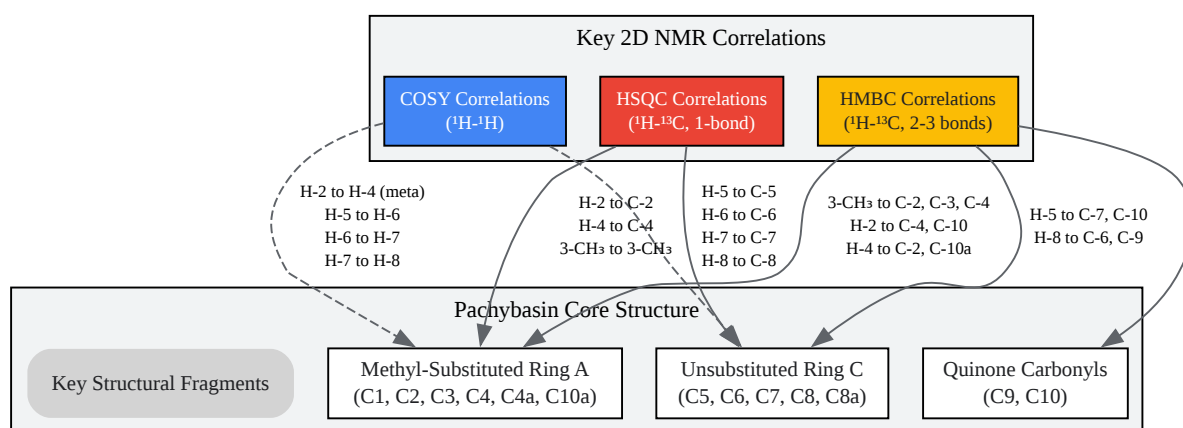 Key 2D NMR Correlations
COSY Correlations
(¹H-¹H)
HSQC Correlations
(¹H-¹³C, 1-bond)
HMBC Correlations
(¹H-¹³C, 2-3 bonds)
H-2 to H-4 (meta)
H-5 to H-6
H-6 to H-7
H-7 to H-8
H-2 to C-2
H-4 to C-4
3-CH₃ to 3-CH₃
H-5 to C-5
H-6 to C-6
H-7 to C-7
H-8 to C-8
3-CH₃ to C-2, C-3, C-4
H-2 to C-4, C-10
H-4 to C-2, C-10a
H-5 to C-7, C-10
H-8 to C-6, C-9
Pachybasin Core Structure
Key Structural Fragments
Methyl-Substituted Ring A
(C1, C2, C3, C4, C4a, C10a)
Unsubstituted Ring C
(C5, C6, C7, C8, C8a)
Quinone Carbonyls
(C9, C10)